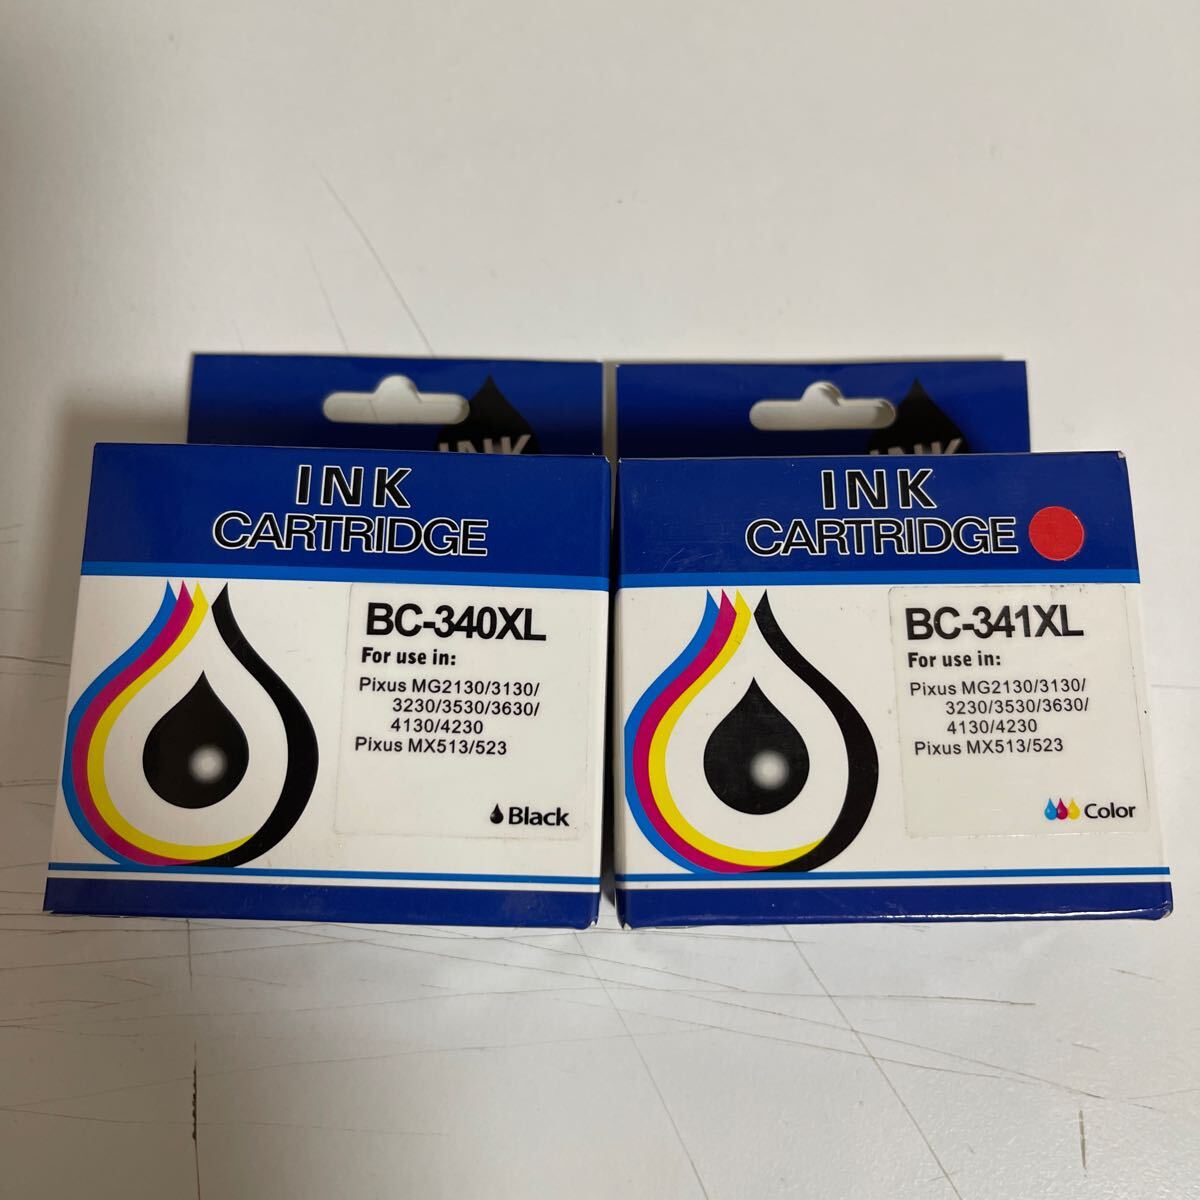 INK
INK
CARTRIDGE
BC-340XL
For use in:
Pixus MG2130/3130/
3230/3530/3630/
4130/4230
Pixus MX513/523
Black
INK
INK
CARTRIDGE
BC-341XL
For use in:
Pixus MG2130/3130/
3230/3530/3630/
4130/4230
Pixus MX513/523
Color